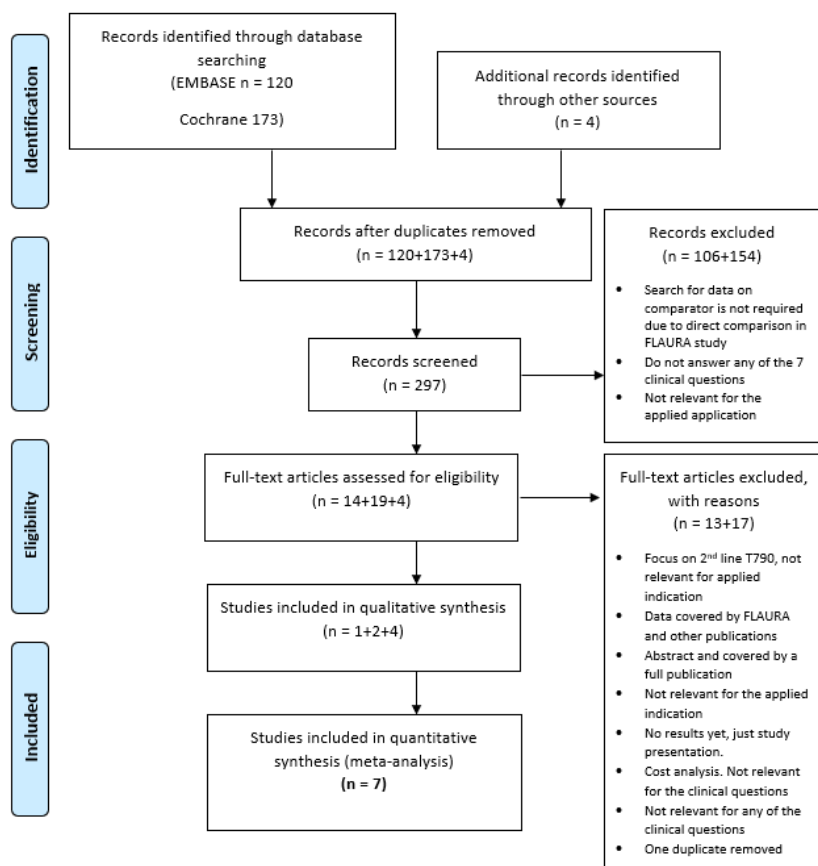 Identification
Records identified through database
searching
(EMBASE n = 120
Cochrane 173)
Additional records identified
through other sources
(n = 4)
Records after duplicates removed
(n = 120+173+4)
Screening
Records screened
(n = 297)
Records excluded
(n = 106+154)
• Search for data on
comparator is not required
due to direct comparison in
FLAURA study
• Do not answer any of the 7
clinical questions
• Not relevant for the
applied application
Eligibility
Full-text articles assessed for eligibility
(n = 14+19+4)
Full-text articles excluded,
with reasons
(n = 13+17)
• Focus on 2nd line T790, not
relevant for applied
indication
• Data covered by FLAURA
and other publications
• Abstract and covered by a
full publication
• Not relevant for the applied
indication
• No results yet, just study
presentation.
• Cost analysis. Not relevant
for the clinical questions
• Not relevant for any of the
clinical questions
• One duplicate removed
Studies included in qualitative synthesis
(n = 1+2+4)
Included
Studies included in quantitative
synthesis (meta-analysis)
(n = 7)